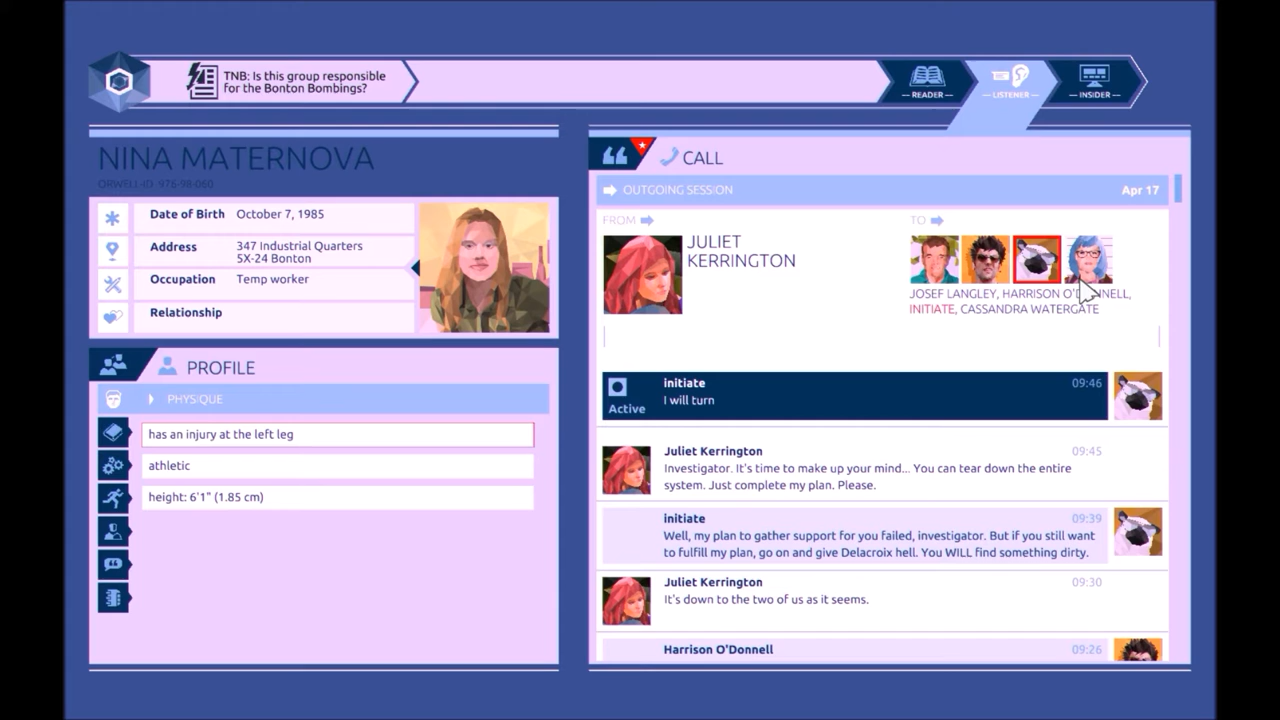 TNB: Is this group responsible
for the Bonton Bombings?
READER
LISTENER
INSIDER
NINA MATERNOVA
ORWELL-ID 976-98-060
Date of Birth October 7, 1985
Address 347 Industrial Quarters
5X-24 Bonton
Occupation Temp worker
Relationship
PROFILE
PHYSIQUE
has an injury at the left leg
athletic
height: 6'1" (1.85 cm)
CALL
OUTGOING SESSION Apr 17
FROM
TO
JULIET
KERRINGTON
JOSEF LANGLEY, HARRISON O'DONNELL,
INITIATE, CASSANDRA WATERGATE
initiate 09:46
I will turn
Active
Juliet Kerrington 09:45
Investigator. It's time to make up your mind... You can tear down the entire
system. Just complete my plan. Please.
initiate 09:39
Well, my plan to gather support for you failed, investigator. But if you still want
to fulfill my plan, go on and give Delacroix hell. You WILL find something dirty.
Juliet Kerrington 09:30
It's down to the two of us as it seems.
Harrison O'Donnell 09:26